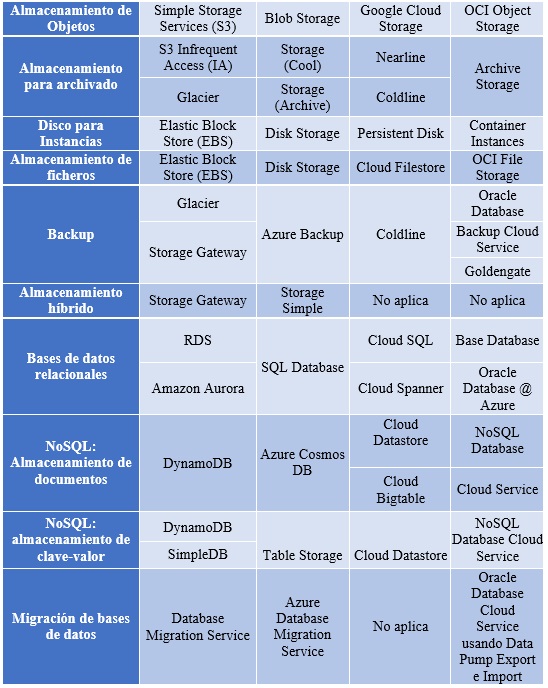 Almacenamiento de
Objetos
Simple Storage
Services (S3)
Blob Storage
Google Cloud
Storage
OCI Object
Storage
Almacenamiento
para archivado
S3 Infrequent
Access (IA)
Storage
(Cool)
Nearline
Archive
Storage
Glacier
Storage
(Archive)
Coldline
Disco para
Instancias
Elastic Block
Store (EBS)
Disk Storage
Persistent Disk
Container
Instances
Almacenamiento de
ficheros
Elastic Block
Store (EBS)
Disk Storage
Cloud Filestore
OCI File
Storage
Backup
Glacier
Storage Gateway
Azure Backup
Coldline
Oracle
Database
Backup Cloud
Service
Goldengate
Almacenamiento
híbrido
Storage Gateway
Storage
Simple
No aplica
No aplica
Bases de datos
relacionales
RDS
Amazon Aurora
SQL Database
Cloud SQL
Cloud Spanner
Base Database
Oracle
Database @
Azure
NoSQL:
Almacenamiento de
documentos
DynamoDB
Azure Cosmos
DB
Cloud
Datastore
Cloud
Bigtable
NoSQL
Database
Cloud Service
NoSQL:
almacenamiento de
clave-valor
DynamoDB
SimpleDB
Table Storage
Cloud Datastore
NoSQL
Database Cloud
Service
Migración de bases
de datos
Database
Migration Service
Azure
Database
Migration
Service
No aplica
Oracle
Database
Cloud
Service
usando Data
Pump Export
e Import